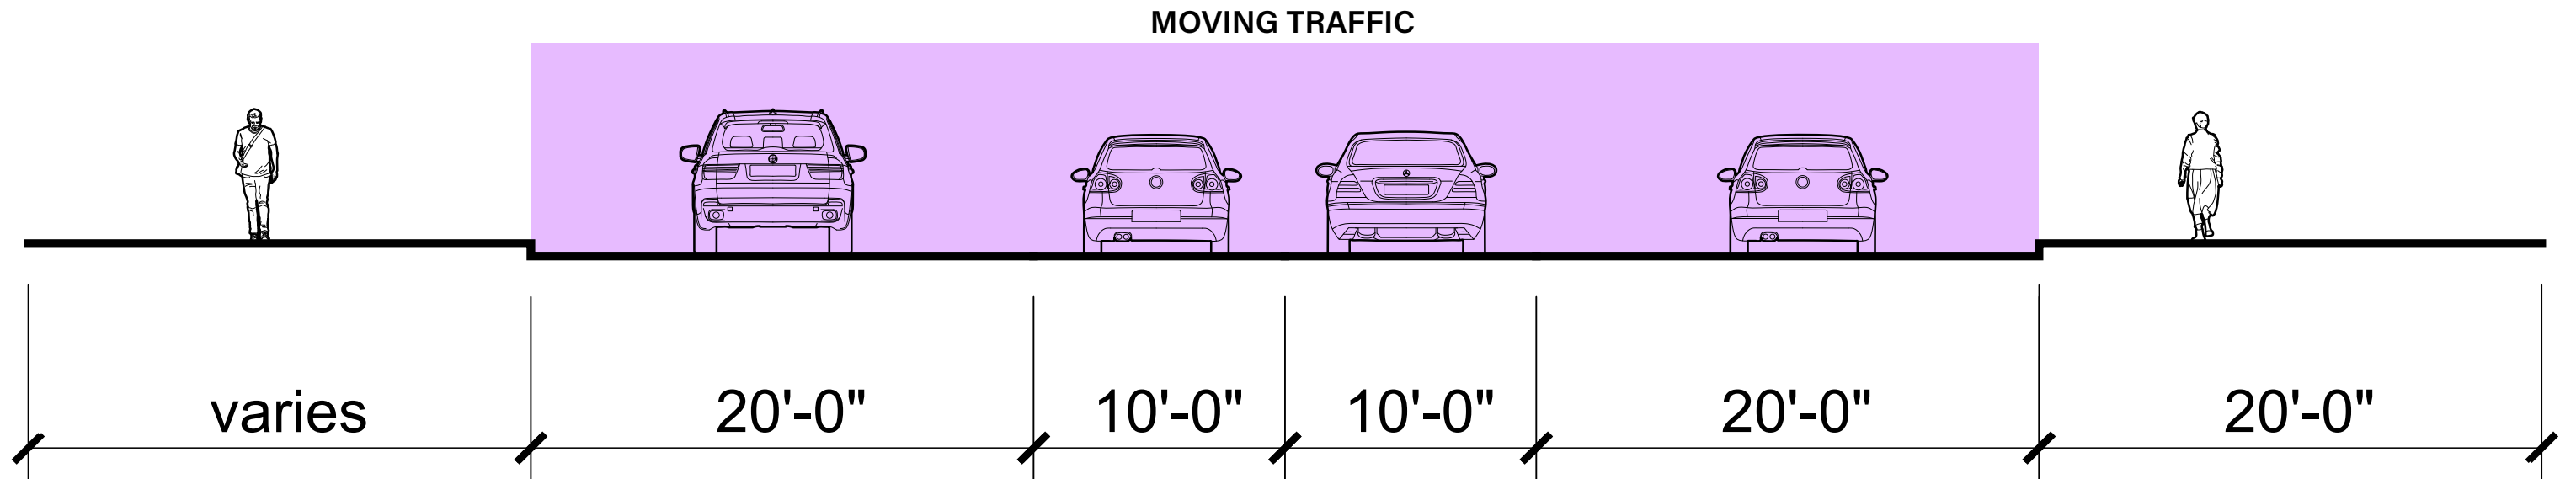 MOVING TRAFFIC
varies 20'-0" 10'-0" 10'-0" 20'-0" 20'-0"